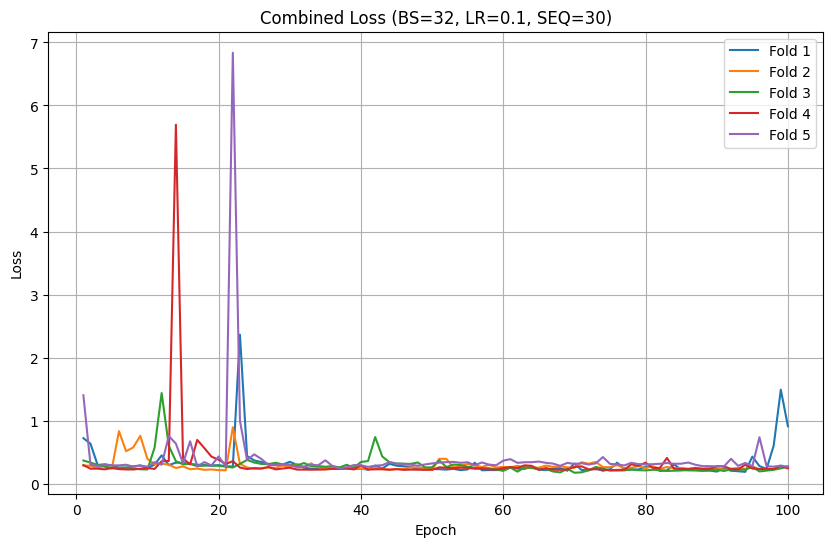 Combined Loss (BS=32, LR=0.1, SEQ=30)
Fold 1
Fold 2
Fold 3
Fold 4
Fold 5
Loss
7
6
5
4
3
2
1
0
0 20 40 60 80 100
Epoch